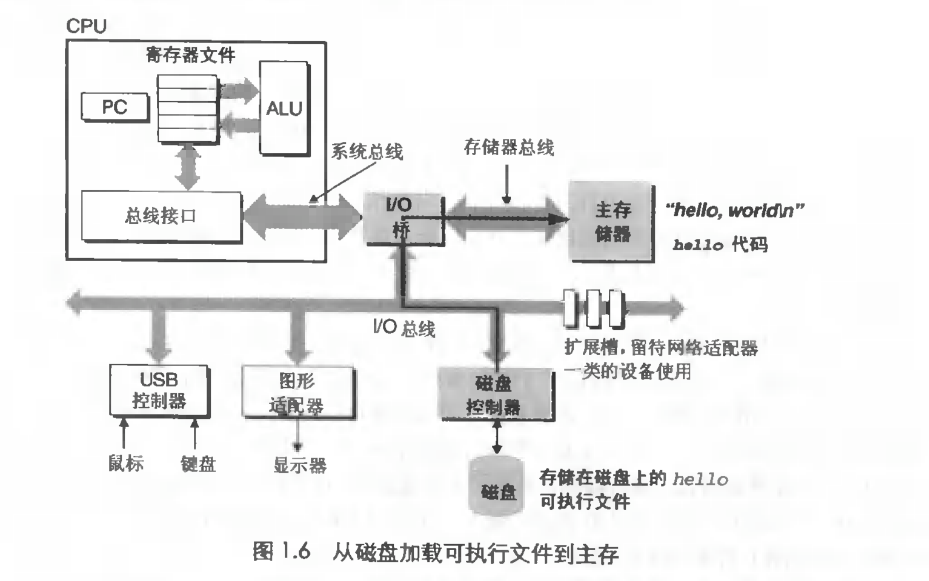 CPU
寄存器文件
PC
ALU
系统总线
存储器总线
总线接口
I/O
桥
主存
储器
"hello, world\n"
hello 代码
I/O 总线
扩展槽，留待网络适配器
一类的设备使用
USB
控制器
图形
适配器
磁盘
控制器
鼠标
键盘
显示器
磁盘
存储在磁盘上的 hello
可执行文件
图 1.6 从磁盘加载可执行文件到主存